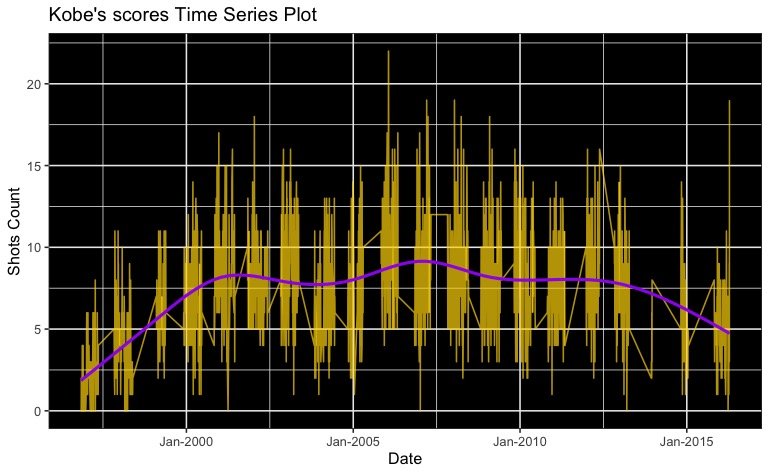 Kobe's scores Time Series Plot
Shots Count
20
15
10
5
0
Jan-2000 Jan-2005 Jan-2010 Jan-2015
Date